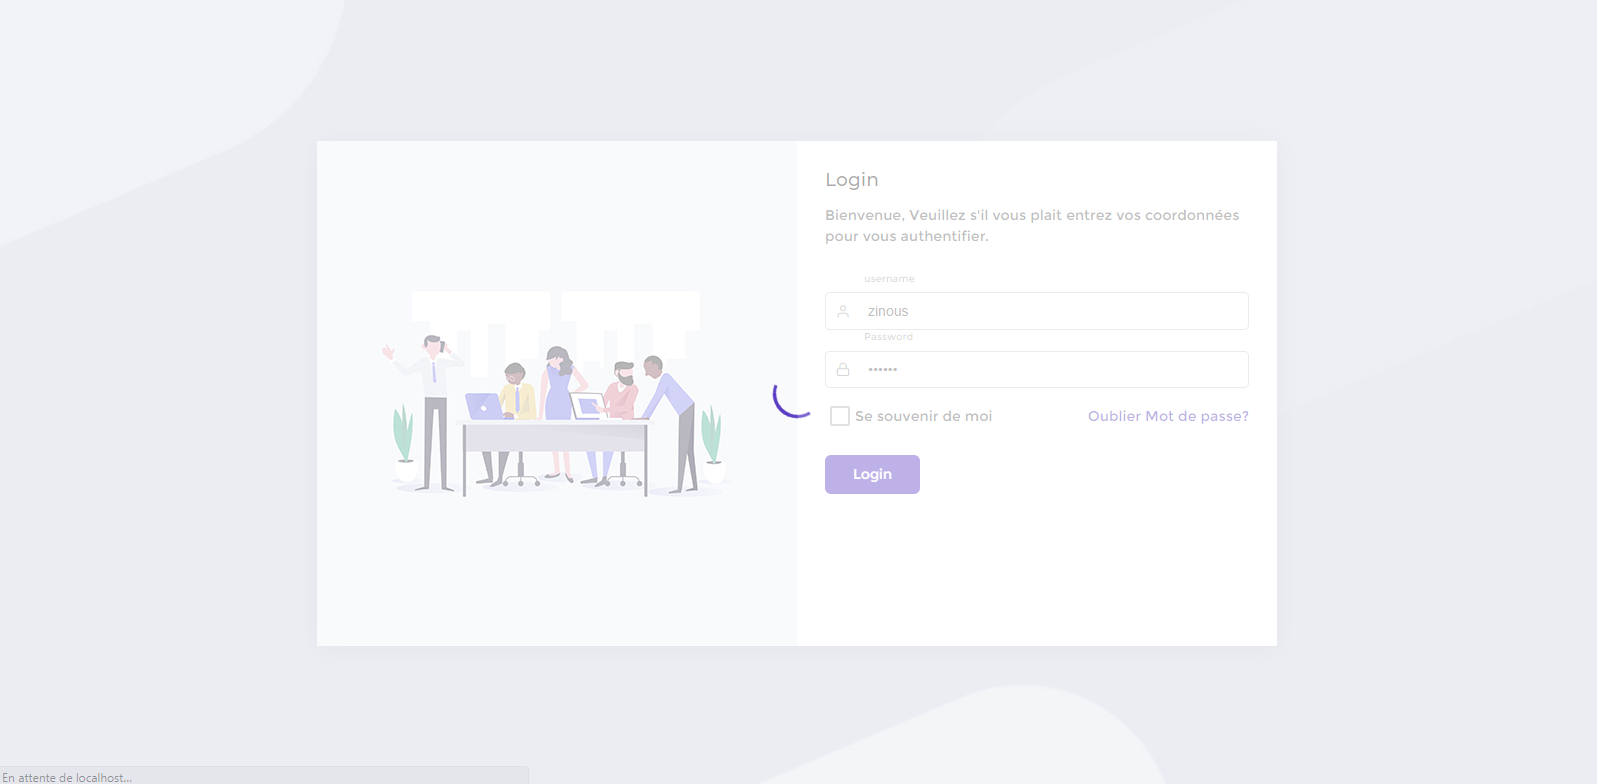 Login
Bienvenue, Veuillez s'il vous plait entrez vos coordonnées
pour vous authentifier.
username
zinous
Password
••••••
Se souvenir de moi
Oublier Mot de passe?
Login
En attente de localhost...